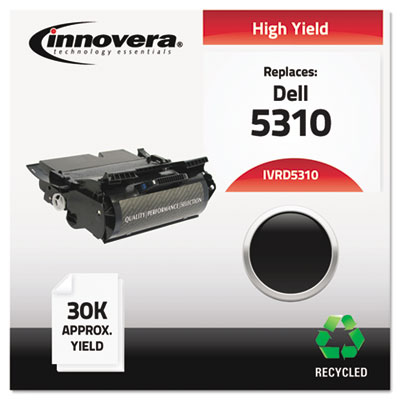 innovera
technology essentials
High Yield
Replaces:
Dell
5310
IVRD5310
QUALITY|PERFORMANCE|SELECTION
30K
APPROX.
YIELD
RECYCLED